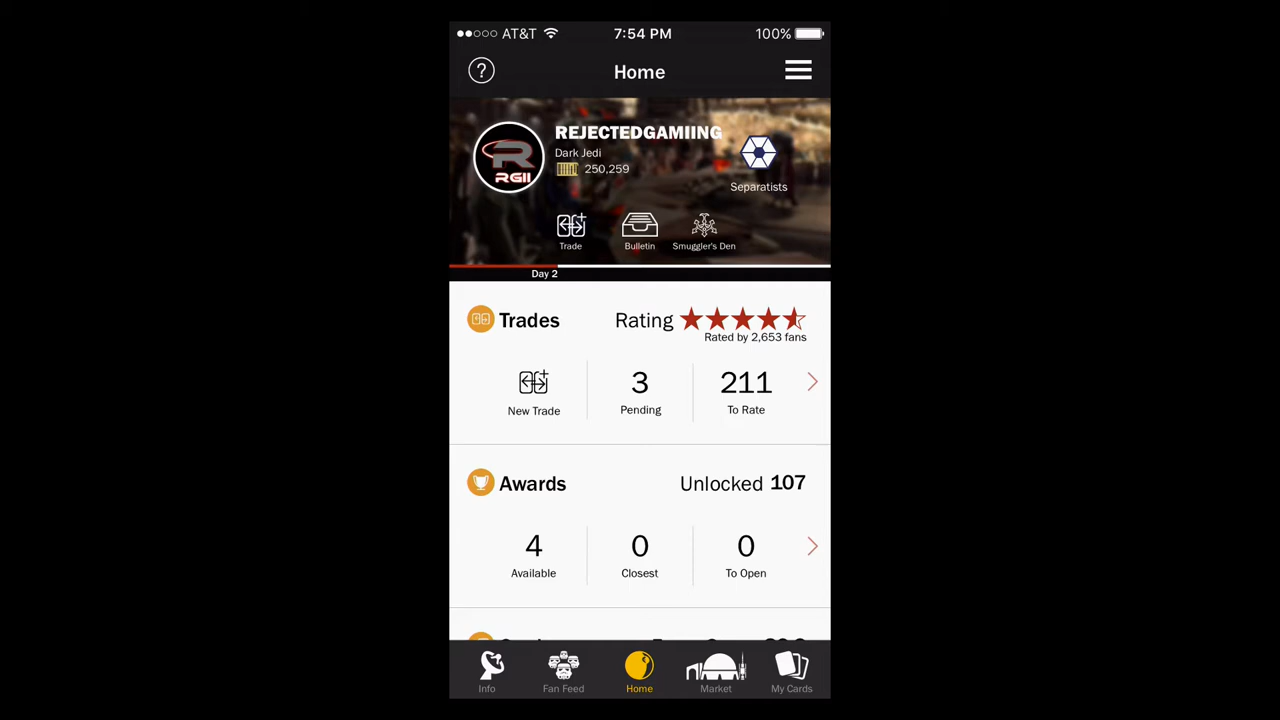 AT&T 7:54 PM 100%
? Home
REJECTEDGAMIING
Dark Jedi
250,259
RGII
Separatists
Trade Bulletin Smuggler's Den
Day 2
Trades Rating
Rated by 2,653 fans
3 211
New Trade Pending To Rate
Awards Unlocked 107
4 0 0
Available Closest To Open
Info Fan Feed Home Market My Cards